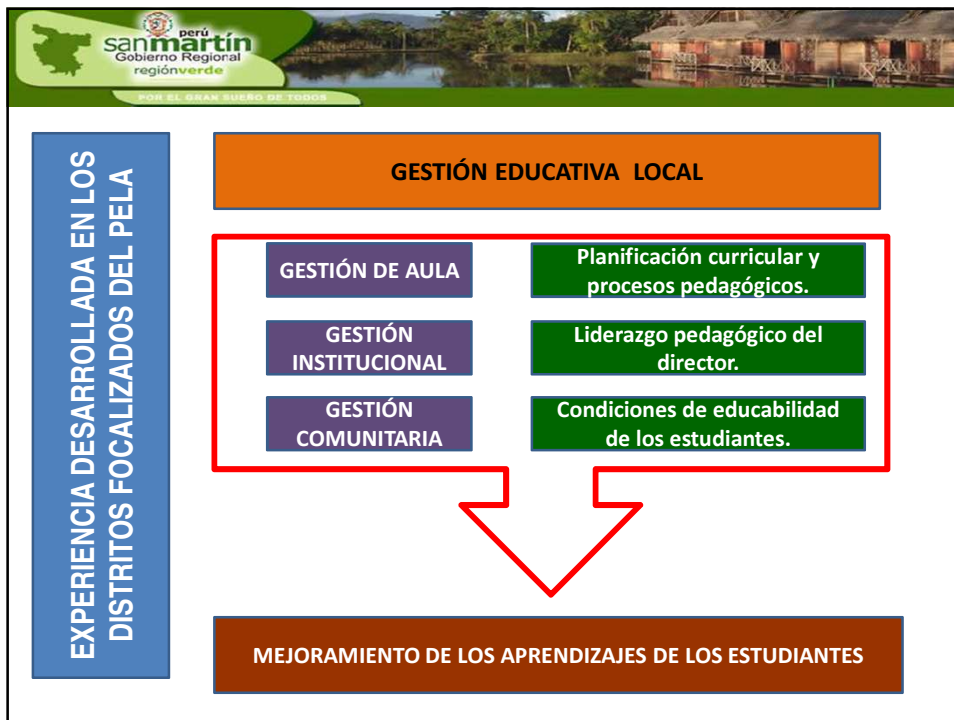 perú
sanmartín
Gobierno Regional
regiónverde
POR EL GRAN SUEÑO DE TODOS
EXPERIENCIA DESARROLLADA EN LOS
DISTRITOS FOCALIZADOS DEL PELA
GESTIÓN EDUCATIVA LOCAL
GESTIÓN DE AULA
Planificación curricular y
procesos pedagógicos.
GESTIÓN
INSTITUCIONAL
Liderazgo pedagógico del
director.
GESTIÓN
COMUNITARIA
Condiciones de educabilidad
de los estudiantes.
MEJORAMIENTO DE LOS APRENDIZAJES DE LOS ESTUDIANTES